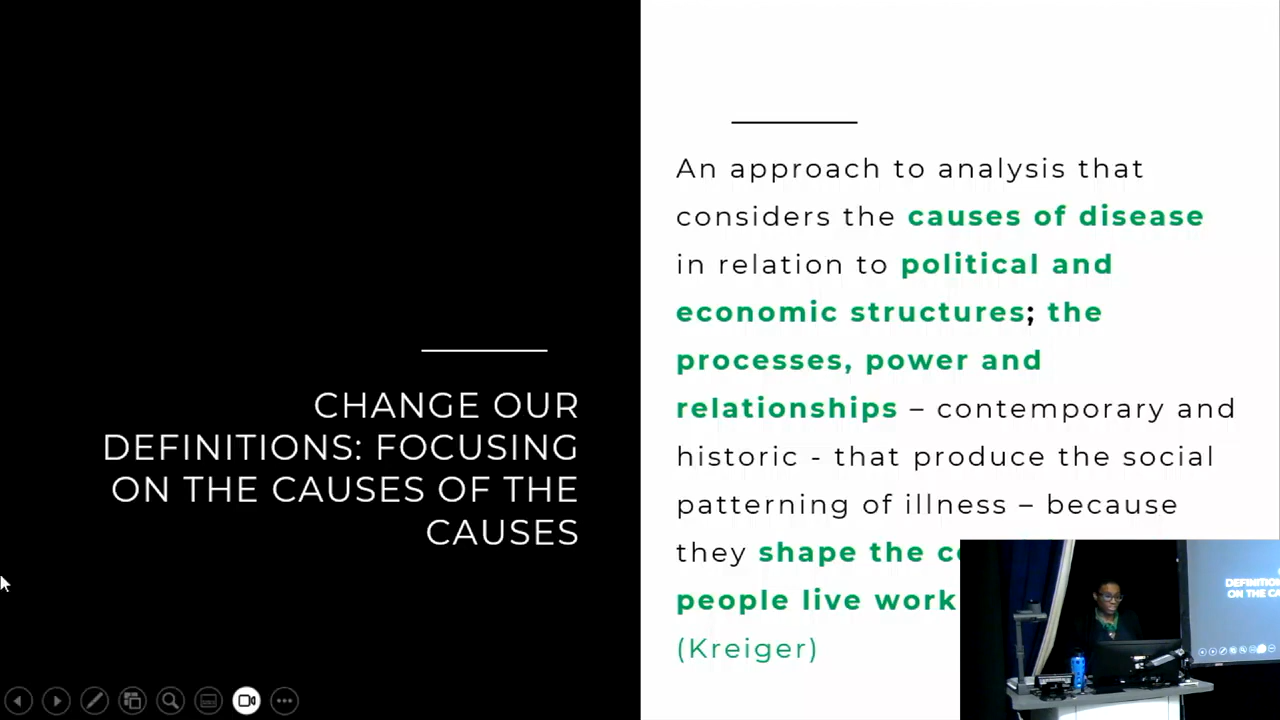 CHANGE OUR
DEFINITIONS: FOCUSING
ON THE CAUSES OF THE
CAUSES
An approach to analysis that
considers the causes of disease
in relation to political and
economic structures; the
processes, power and
relationships – contemporary and
historic - that produce the social
patterning of illness – because
they shape the
people live work
(Kreiger)